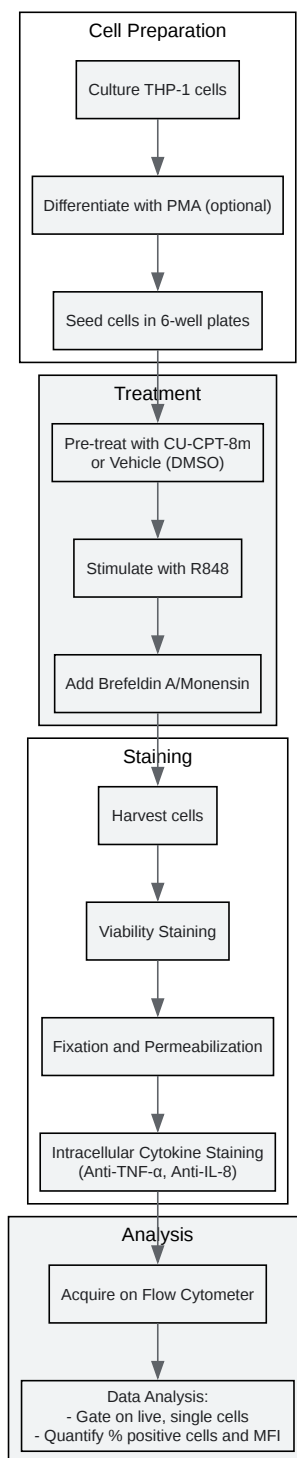 Cell Preparation
Culture THP-1 cells
Differentiate with PMA (optional)
Seed cells in 6-well plates
Treatment
Pre-treat with CU-CPT-8m
or Vehicle (DMSO)
Stimulate with R848
Add Brefeldin A/Monensin
Staining
Harvest cells
Viability Staining
Fixation and Permeabilization
Intracellular Cytokine Staining
(Anti-TNF-α, Anti-IL-8)
Analysis
Acquire on Flow Cytometer
Data Analysis:
- Gate on live, single cells
- Quantify % positive cells and MFI